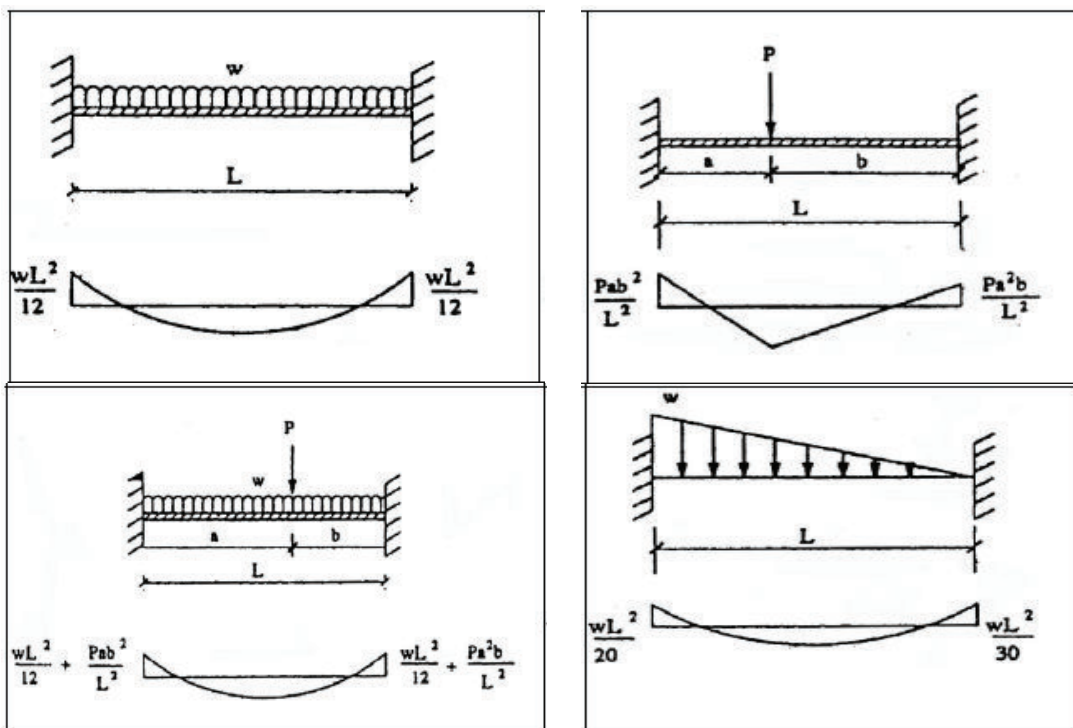 w
L
wL²/12
wL²/12
P
a b
L
Pab²/L²
Pa²b/L²
P
w
a b
L
wL²/12 + Pab²/L²
wL²/12 + Pa²b/L²
w
L
wL²/20
wL²/30